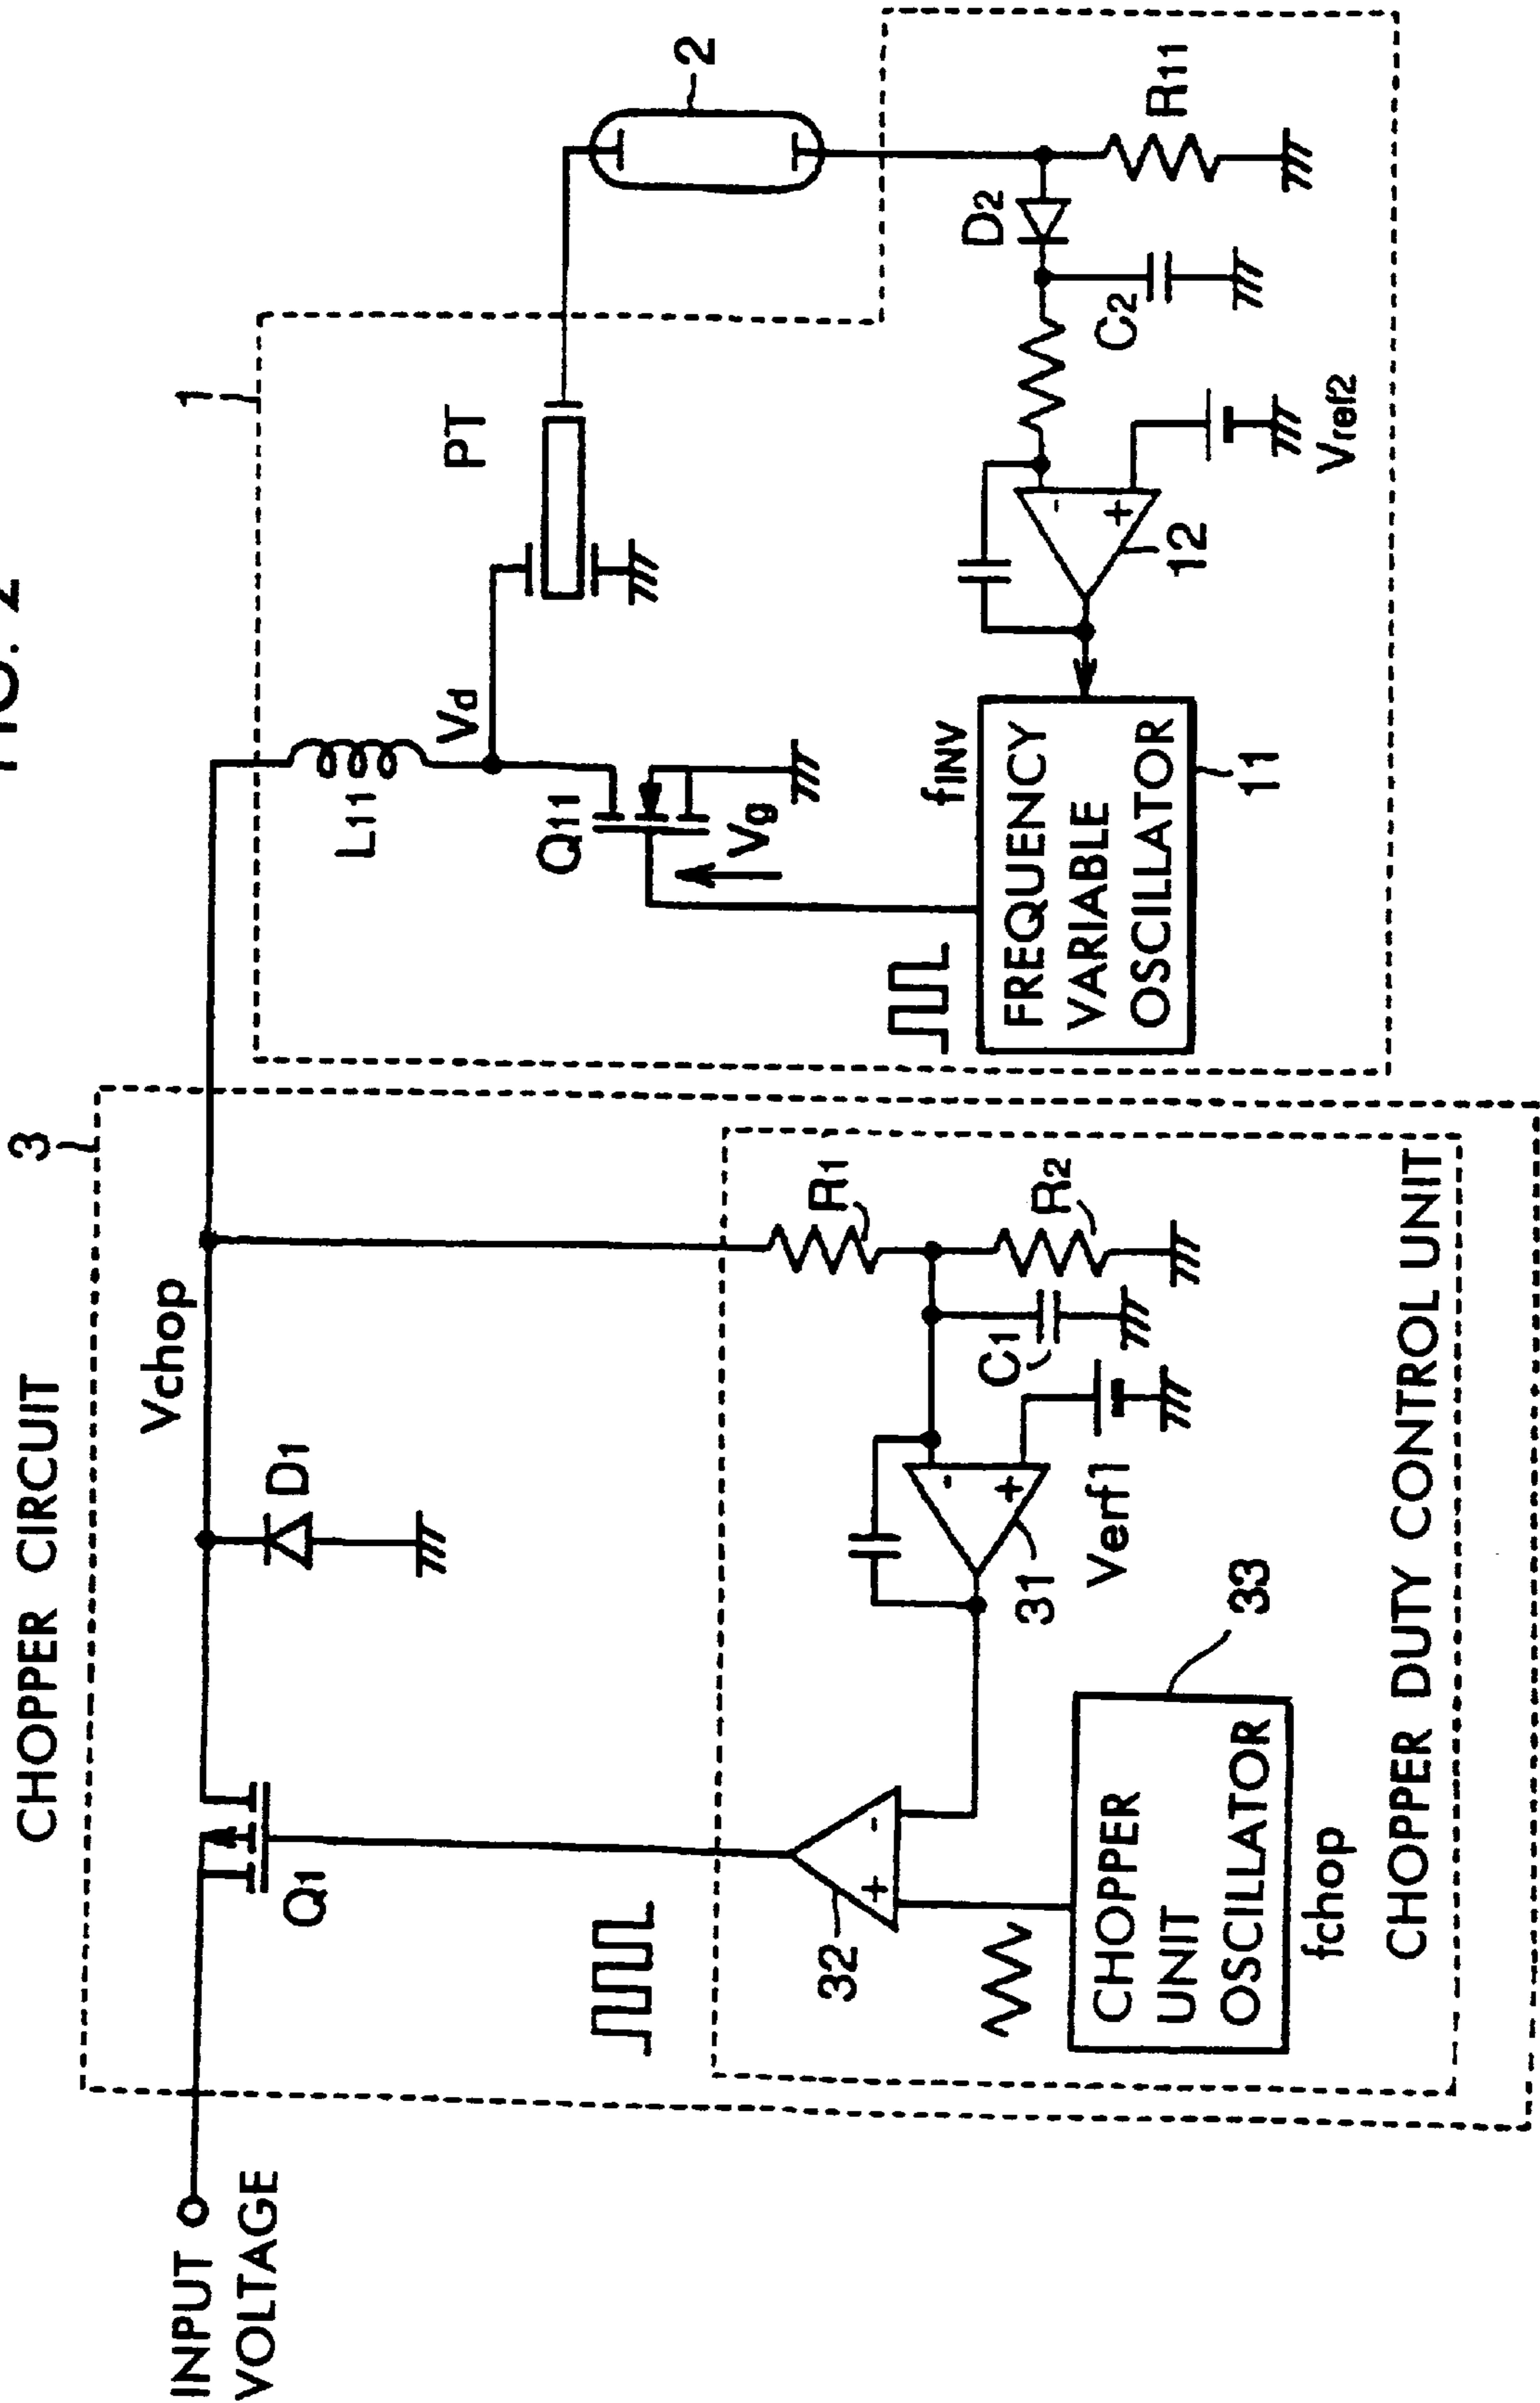 FIG. 2
CHOPPER CIRCUIT
3
1
2
INPUT
VOLTAGE
Vchop
Q1
D1
L11
Vd
PT
Q11
Vg
fINV
FREQUENCY
VARIABLE
OSCILLATOR
11
12
-
+
Vref2
D2
C2
R11
R1
R2
C1
-
+
31
Verf1
32
+
-
33
CHOPPER
UNIT
OSCILLATOR
fchop
CHOPPER DUTY CONTROL UNIT